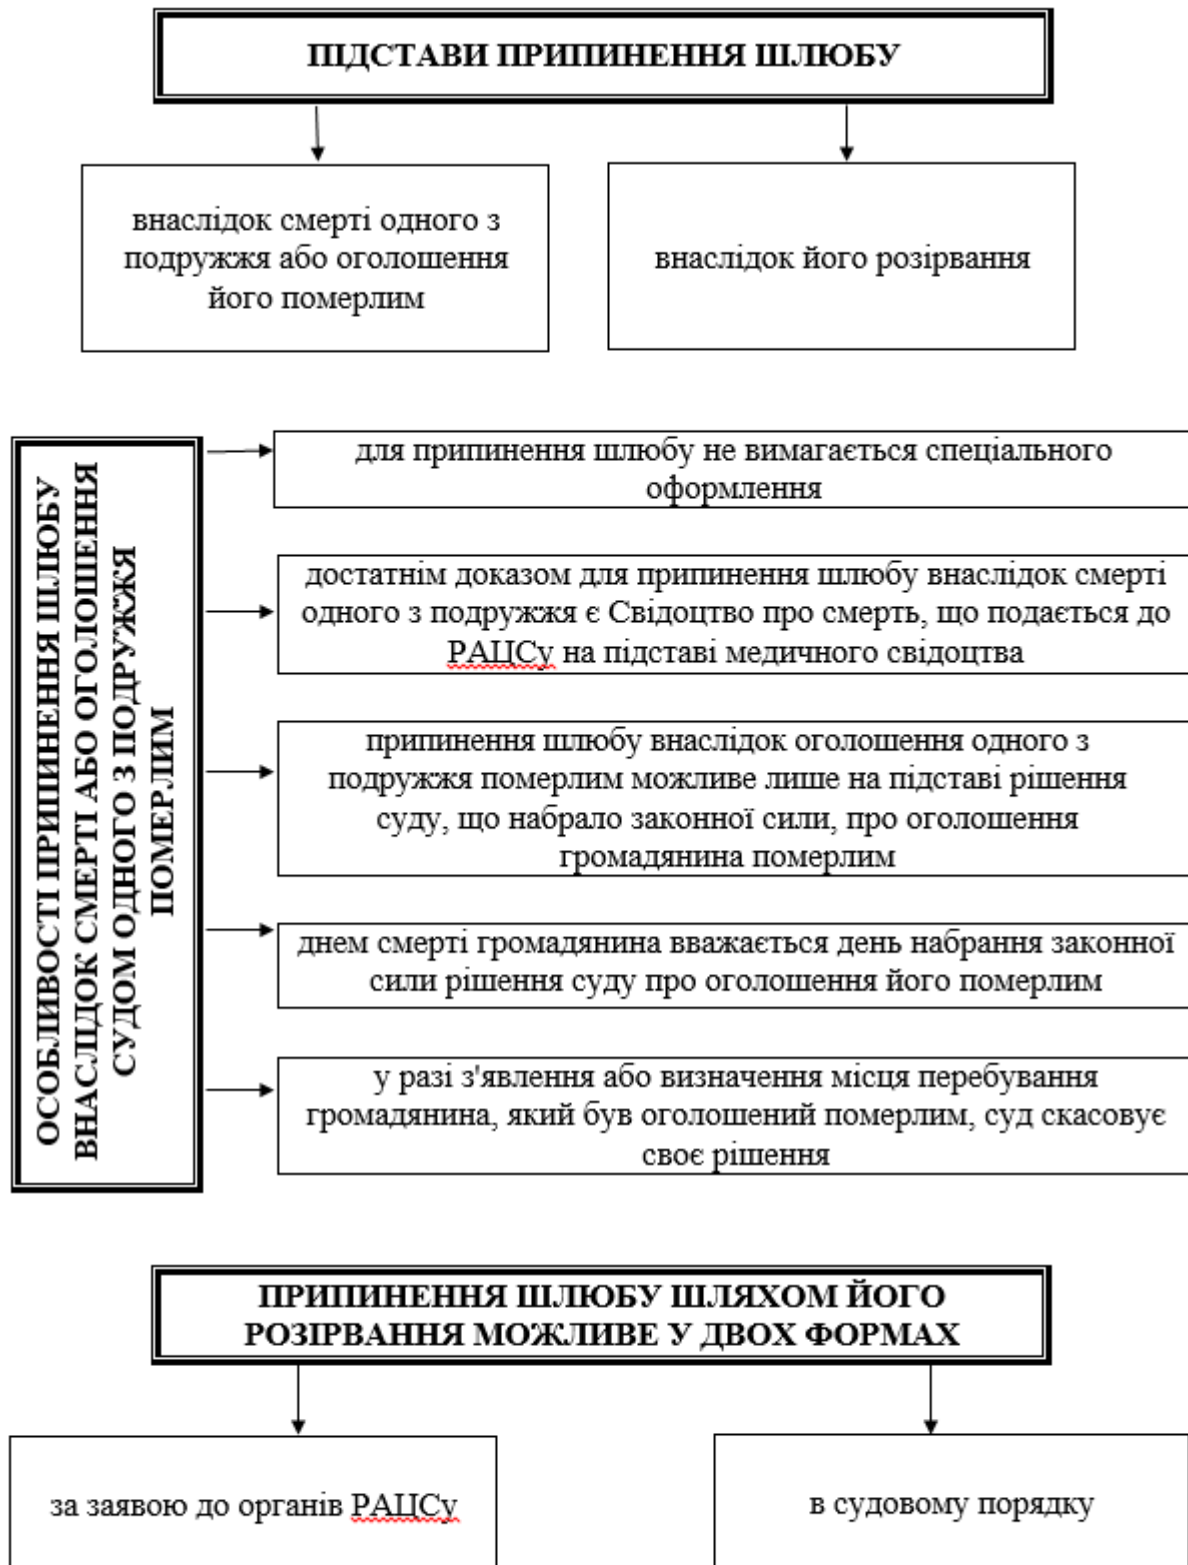 ПІДСТАВИ ПРИПИНЕННЯ ШЛЮБУ
внаслідок смерті одного з
подружжя або оголошення
його померлим
внаслідок його розірвання
ОСОБЛИВОСТІ ПРИПИНЕННЯ ШЛЮБУ
ВНАСЛІДОК СМЕРТІ АБО ОГОЛОШЕННЯ
СУДОМ ОДНОГО З ПОДРУЖЖЯ
ПОМЕРЛИМ
для припинення шлюбу не вимагається спеціального
оформлення
достатнім доказом для припинення шлюбу внаслідок смерті
одного з подружжя є Свідоцтво про смерть, що подається до
РАЦСу на підставі медичного свідоцтва
припинення шлюбу внаслідок оголошення одного з
подружжя померлим можливе лише на підставі рішення
суду, що набрало законної сили, про оголошення
громадянина померлим
днем смерті громадянина вважається день набрання законної
сили рішення суду про оголошення його померлим
у разі з'явлення або визначення місця перебування
громадянина, який був оголошений померлим, суд скасовує
своє рішення
ПРИПИНЕННЯ ШЛЮБУ ШЛЯХОМ ЙОГО
РОЗІРВАННЯ МОЖЛИВЕ У ДВОХ ФОРМАХ
за заявою до органів РАЦСу
в судовому порядку